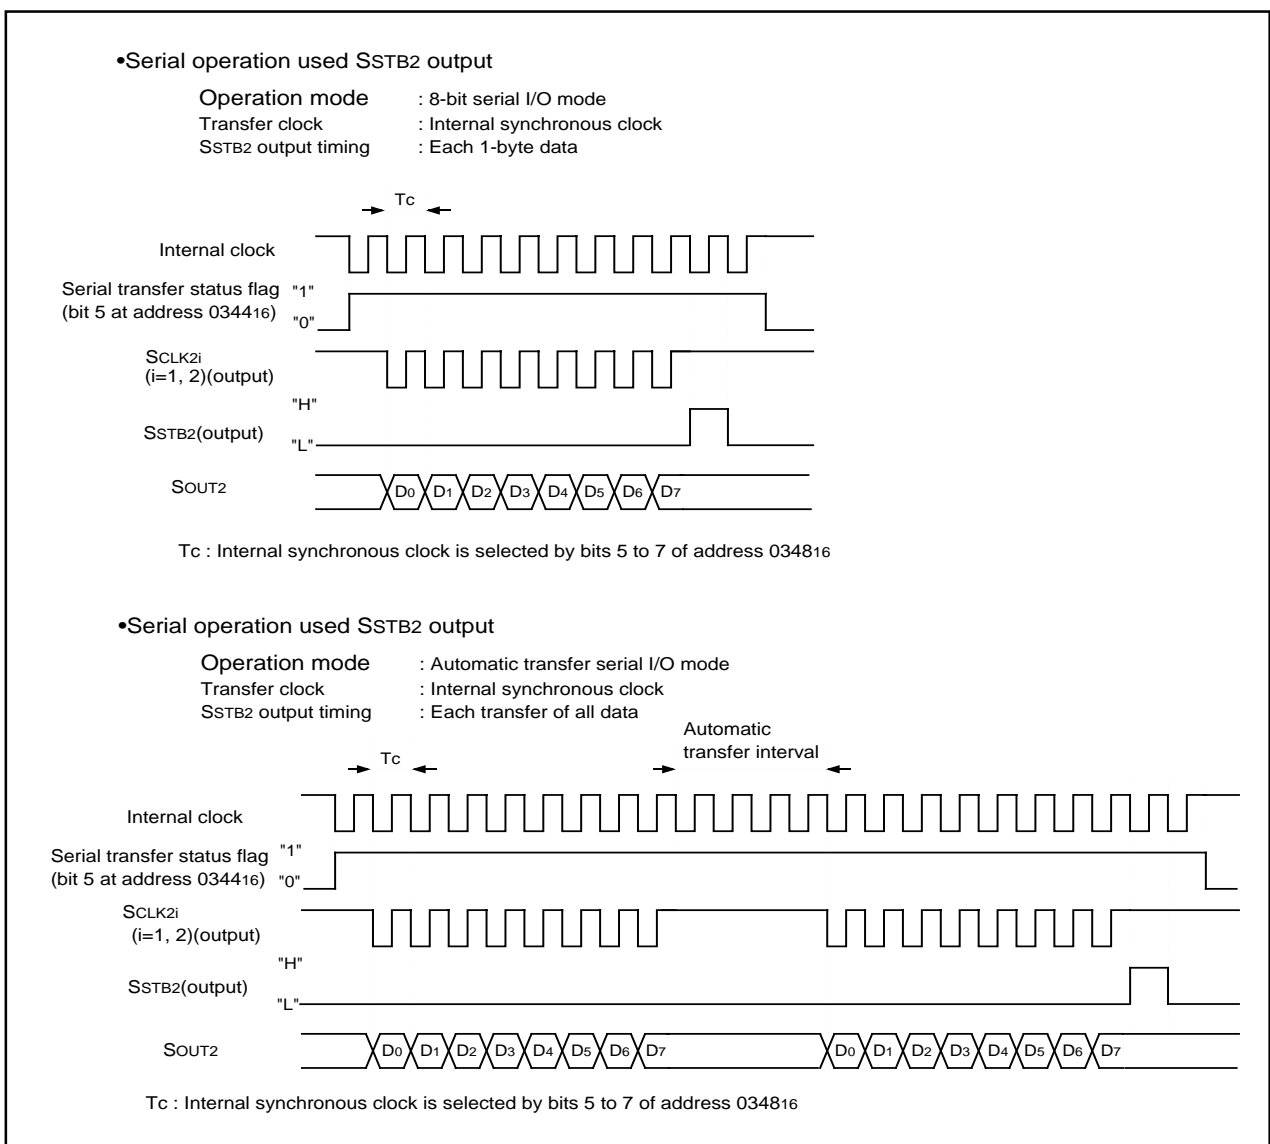 •Serial operation used SSTB2 output
Operation mode : 8-bit serial I/O mode
Transfer clock : Internal synchronous clock
SSTB2 output timing : Each 1-byte data
Tc
Internal clock
Serial transfer status flag "1"
(bit 5 at address 034416) "0"
SCLK2i
(i=1, 2)(output)
"H"
SSTB2(output)
"L"
SOUT2 D0 D1 D2 D3 D4 D5 D6 D7
Tc : Internal synchronous clock is selected by bits 5 to 7 of address 034816
•Serial operation used SSTB2 output
Operation mode : Automatic transfer serial I/O mode
Transfer clock : Internal synchronous clock
SSTB2 output timing : Each transfer of all data
Automatic
transfer interval
Tc
Internal clock
Serial transfer status flag "1"
(bit 5 at address 034416) "0"
SCLK2i
(i=1, 2)(output)
"H"
SSTB2(output)
"L"
SOUT2 D0 D1 D2 D3 D4 D5 D6 D7 D0 D1 D2 D3 D4 D5 D6 D7
Tc : Internal synchronous clock is selected by bits 5 to 7 of address 034816